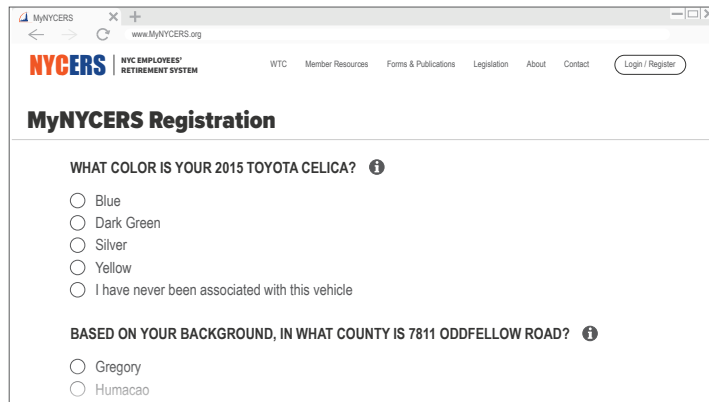 MyNYCERS
www.MyNYCERS.org
NYCERS
NYC EMPLOYEES'
RETIREMENT SYSTEM
WTC Member Resources Forms & Publications Legislation About Contact Login / Register
MyNYCERS Registration
WHAT COLOR IS YOUR 2015 TOYOTA CELICA?
Blue
Dark Green
Silver
Yellow
I have never been associated with this vehicle
BASED ON YOUR BACKGROUND, IN WHAT COUNTY IS 7811 ODDFELLOW ROAD?
Gregory
Humacao